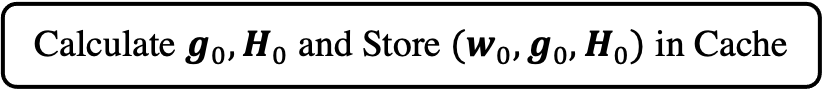 Calculate g₀, H₀ and Store (w₀, g₀, H₀) in Cache